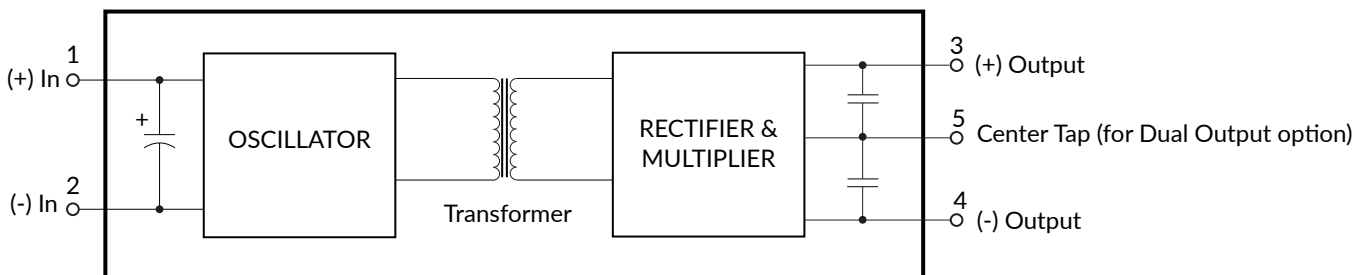 1
(+) In
+
2
(-) In
OSCILLATOR
Transformer
RECTIFIER &
MULTIPLIER
3
(+) Output
5
Center Tap (for Dual Output option)
4
(-) Output